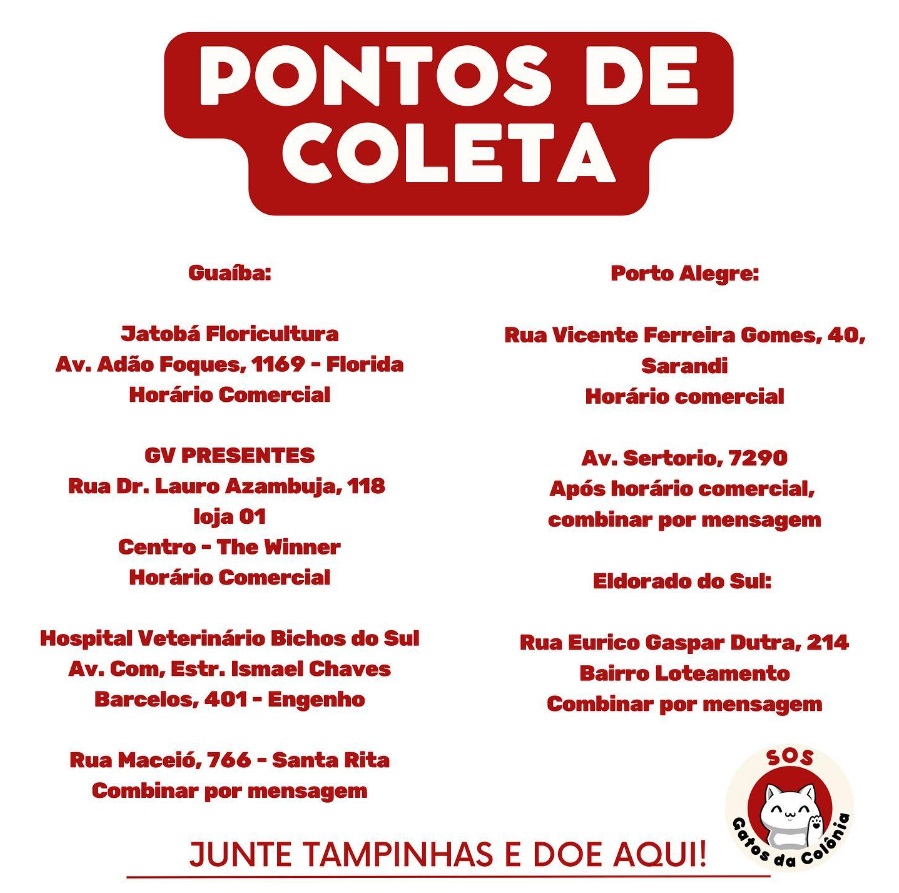 PONTOS DE
COLETA
Guaíba:
Jatobá Floricultura
Av. Adão Foques, 1169 - Florida
Horário Comercial
GV PRESENTES
Rua Dr. Lauro Azambuja, 118
loja 01
Centro - The Winner
Horário Comercial
Hospital Veterinário Bichos do Sul
Av. Com, Estr. Ismael Chaves
Barcelos, 401 - Engenho
Rua Maceió, 766 - Santa Rita
Combinar por mensagem
Porto Alegre:
Rua Vicente Ferreira Gomes, 40,
Sarandi
Horário comercial
Av. Sertorio, 7290
Após horário comercial,
combinar por mensagem
Eldorado do Sul:
Rua Eurico Gaspar Dutra, 214
Bairro Loteamento
Combinar por mensagem
SOS
Gatos da Colônia
JUNTE TAMPINHAS E DOE AQUI!